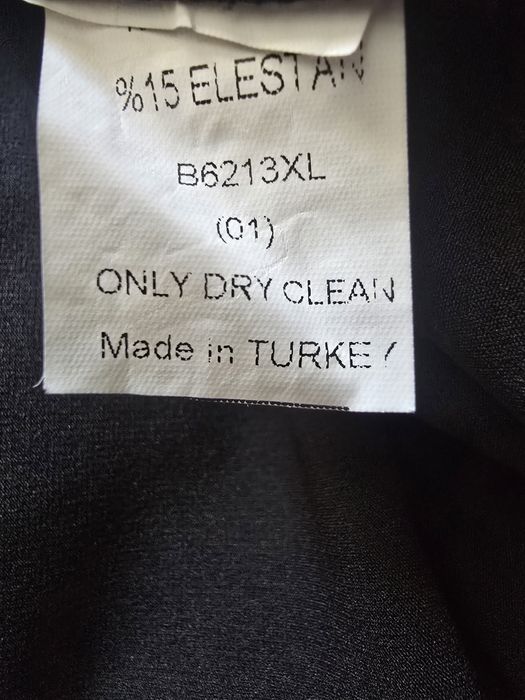 %15 ELESTAN
B6213XL
(01)
ONLY DRY CLEAN
Made in TURKEY